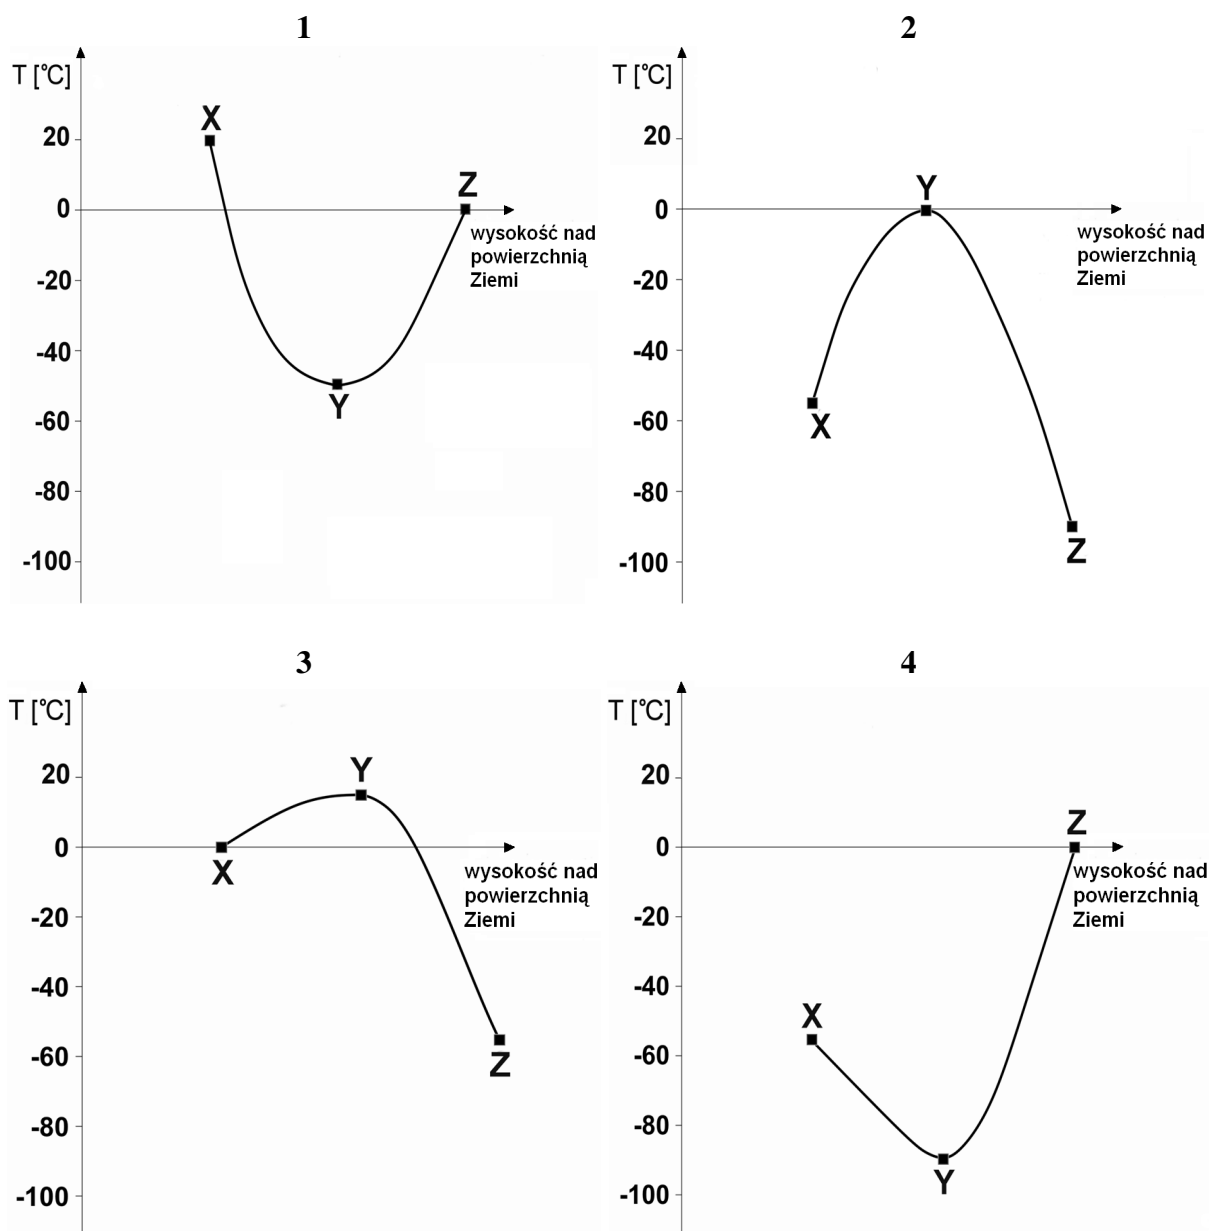 1
T [°C]
X
20
Z
0
wysokość nad
powierzchnią
Ziemi
-20
-40
Y
-60
-80
-100
2
T [°C]
20
Y
0
wysokość nad
powierzchnią
Ziemi
-20
-40
-60
X
-80
Z
-100
3
T [°C]
Y
20
0
X
wysokość nad
powierzchnią
Ziemi
-20
-40
-60
Z
-80
-100
4
T [°C]
20
Z
0
wysokość nad
powierzchnią
Ziemi
-20
-40
X
-60
-80
Y
-100